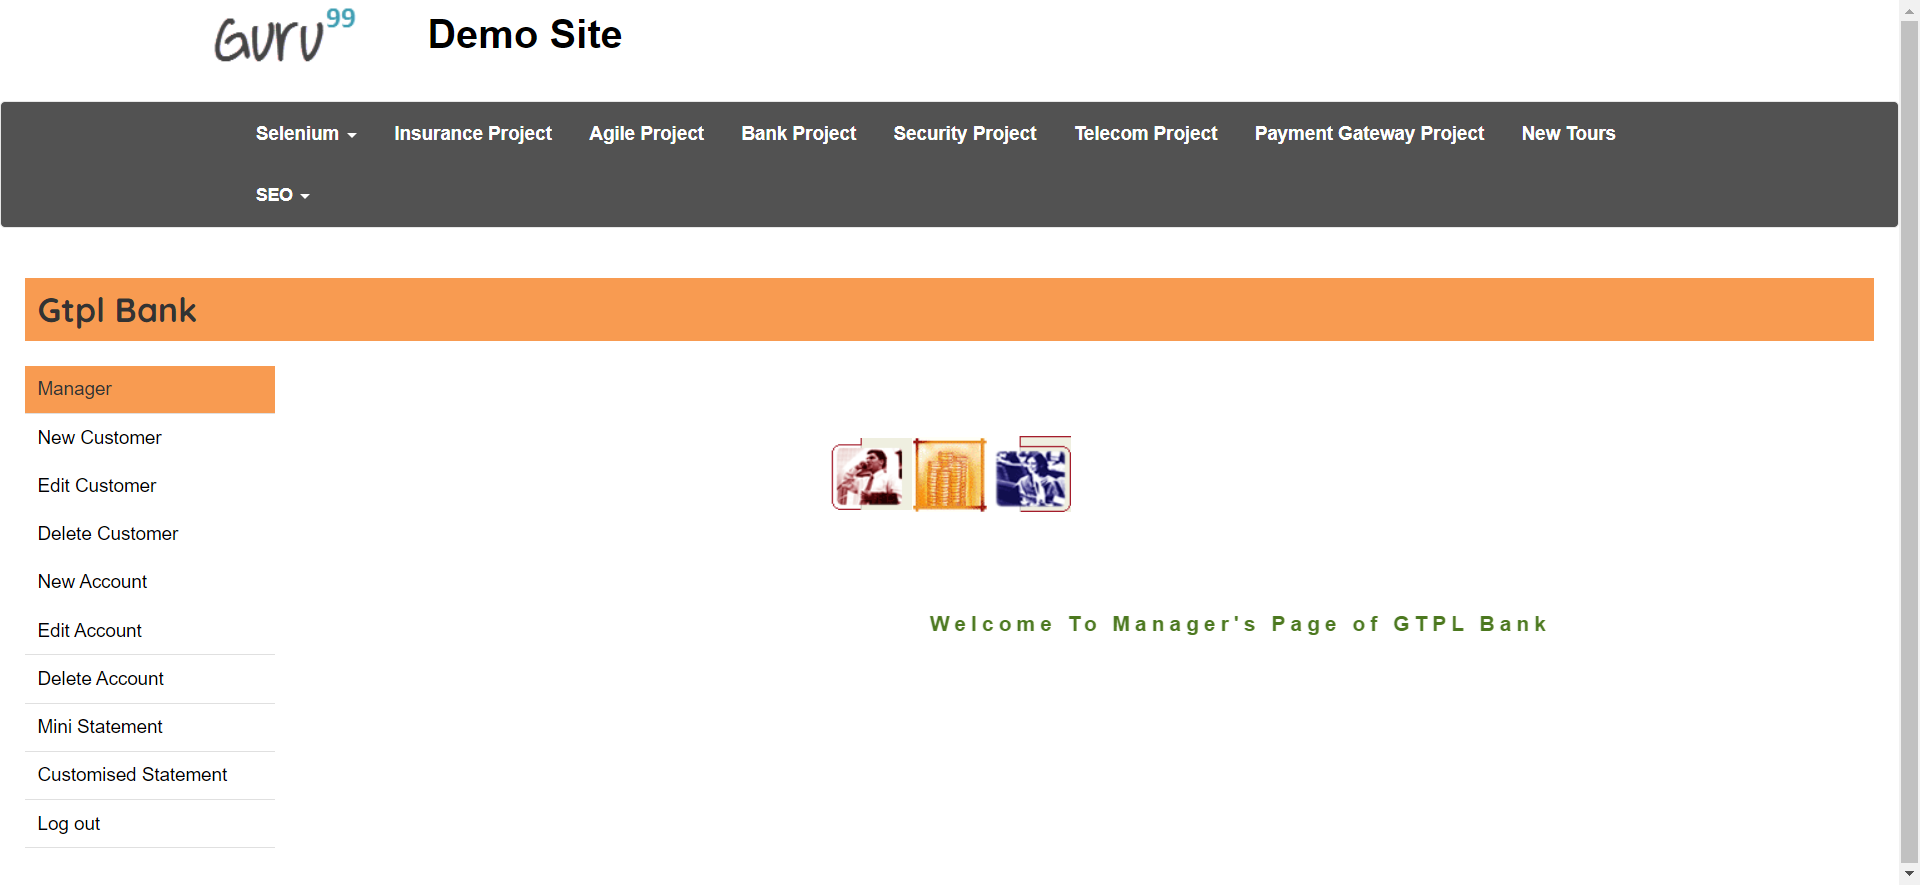 Guru99 Demo Site
Selenium Insurance Project Agile Project Bank Project Security Project Telecom Project Payment Gateway Project New Tours
SEO
Gtpl Bank
Manager
New Customer
Edit Customer
Delete Customer
New Account
Edit Account
Welcome To Manager's Page of GTPL Bank
Delete Account
Mini Statement
Customised Statement
Log out